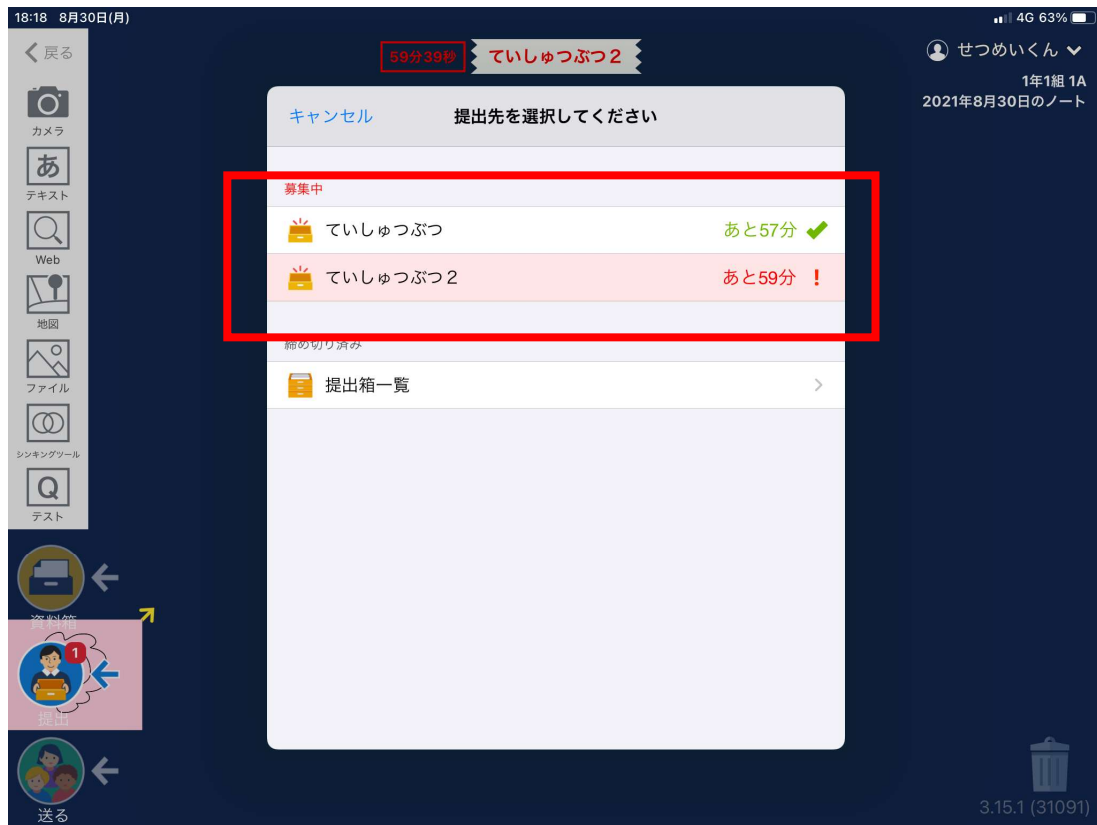 18:18 8月30日(月)
4G 63%
戻る
59分39秒
ていしゅつぶつ２
せつめいくん
1年1組 1A
2021年8月30日のノート
カメラ
あ
テキスト
Web
地図
ファイル
シンキングツール
Q
テスト
資料箱
1
提出
送る
キャンセル
提出先を選択してください
募集中
ていしゅつぶつ
あと57分
ていしゅつぶつ２
あと59分 !
締め切り済み
提出箱一覧
3.15.1 (31091)